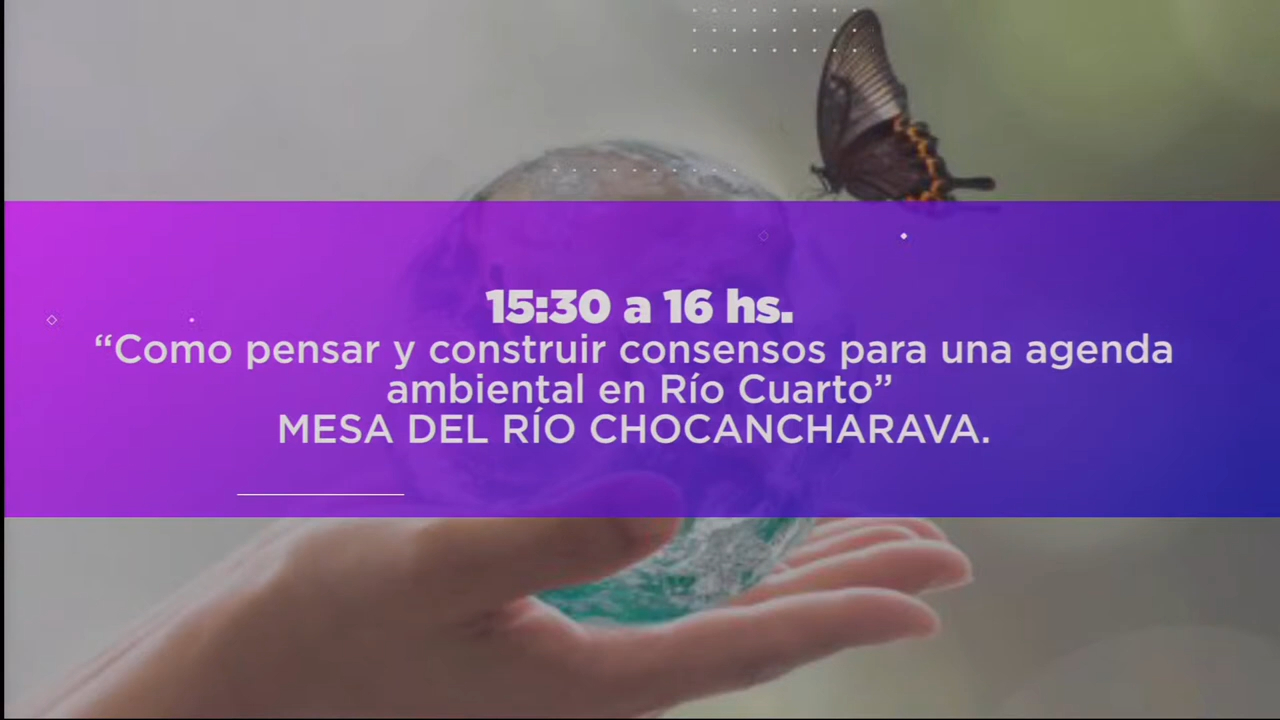 15:30 a 16 hs.
“Como pensar y construir consensos para una agenda
ambiental en Río Cuarto”
MESA DEL RÍO CHOCANCHARAVA.